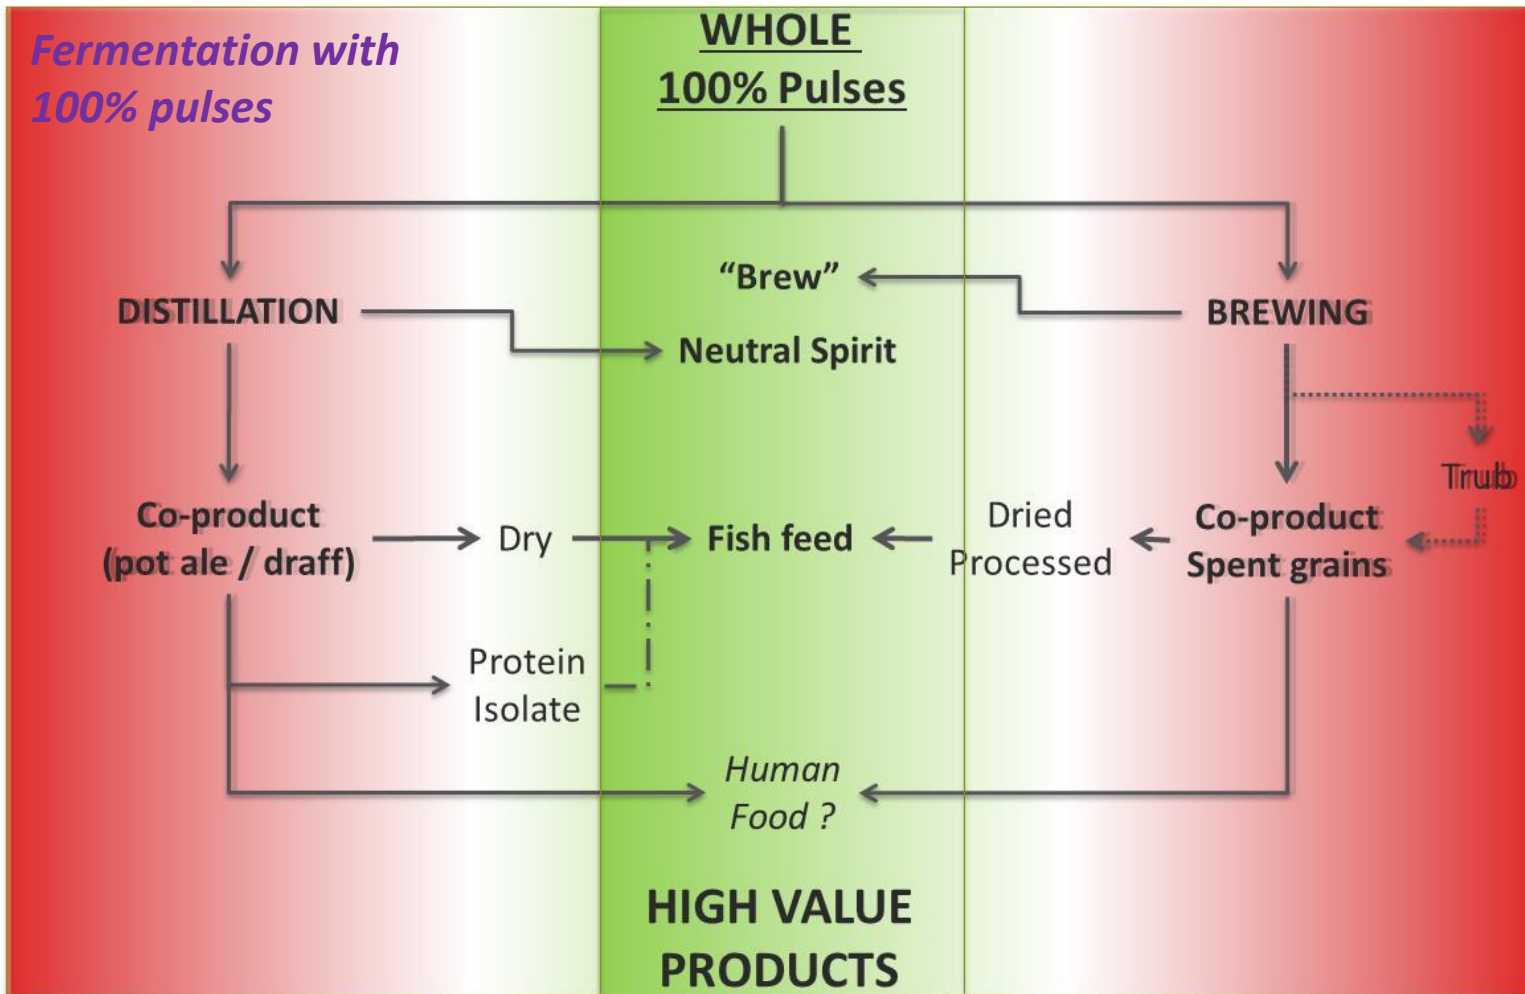 Fermentation with
100% pulses
WHOLE
100% Pulses
“Brew”
DISTILLATION
BREWING
Neutral Spirit
Trub
Co-product
(pot ale / draff)
Dry
Fish feed
Dried
Processed
Co-product
Spent grains
Protein
Isolate
Human
Food ?
HIGH VALUE
PRODUCTS